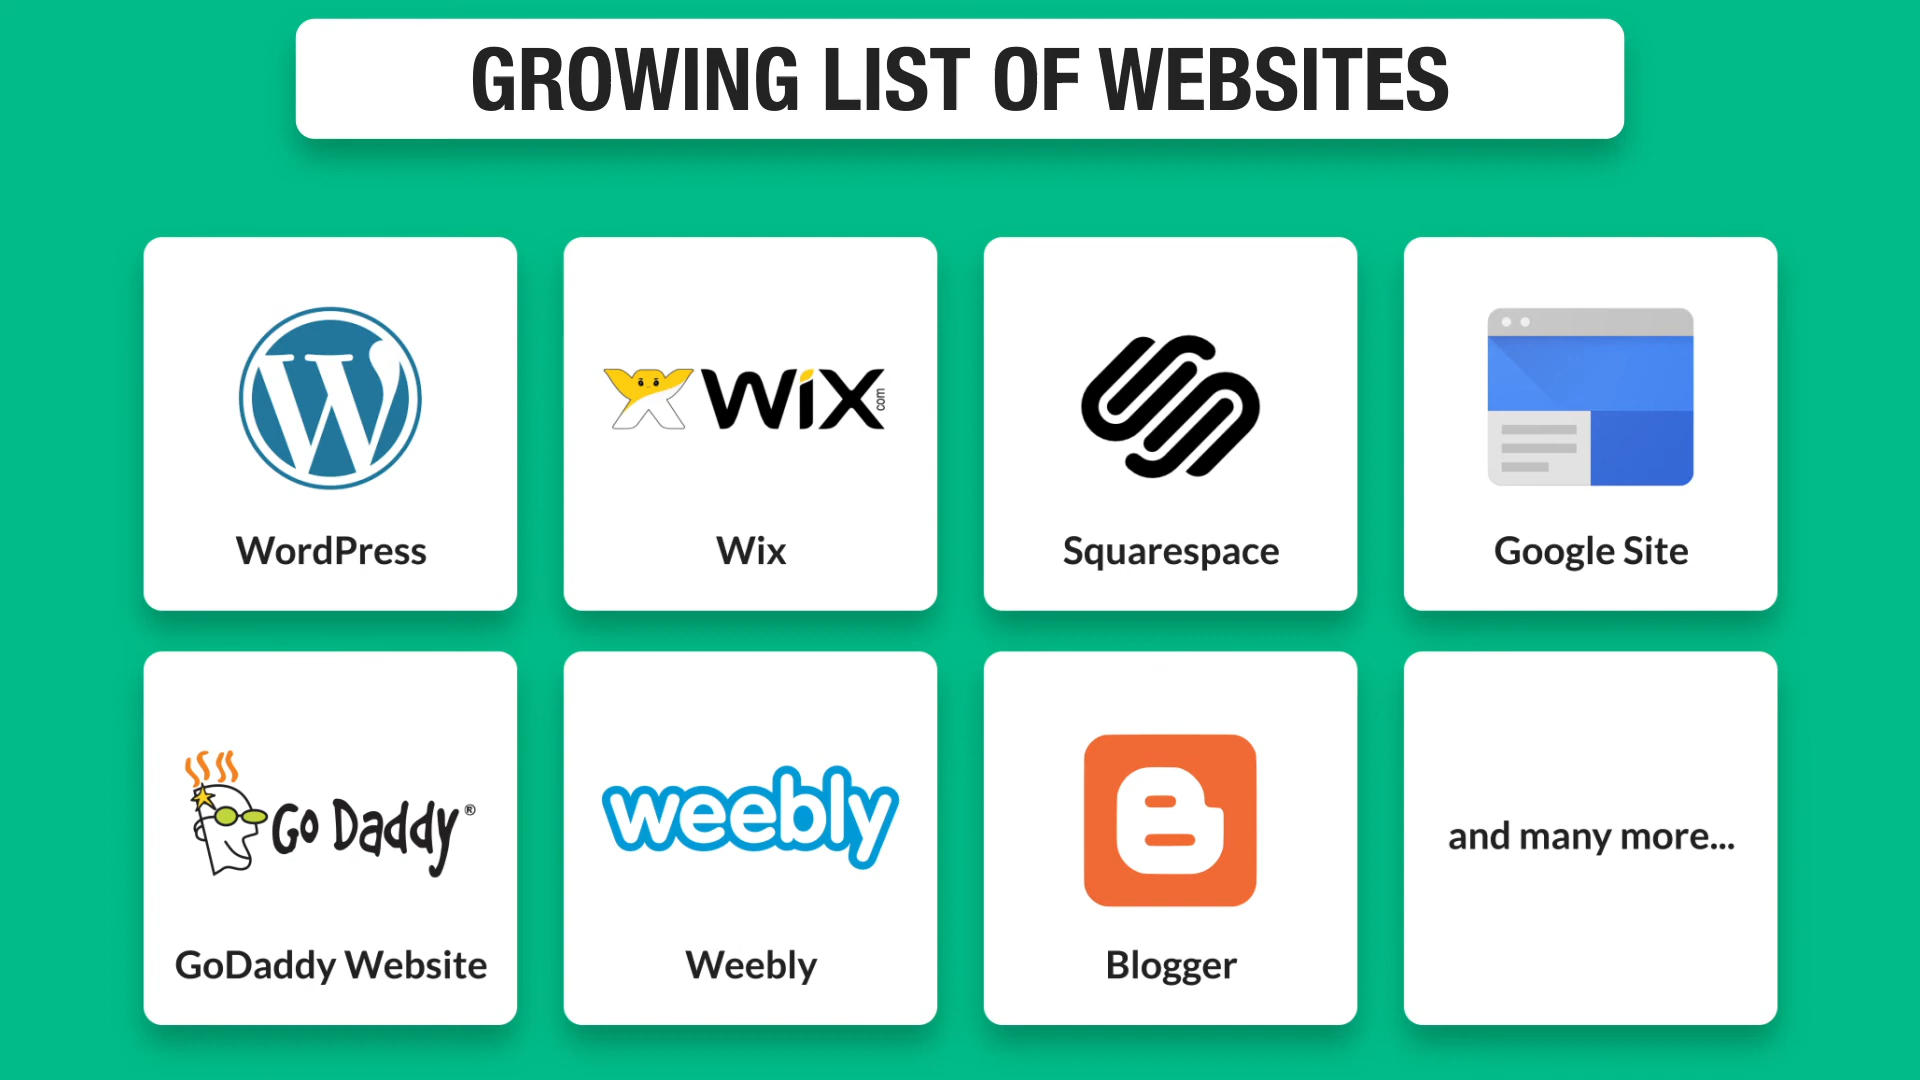 GROWING LIST OF WEBSITES
W
WiX.com
WordPress
Wix
Squarespace
Google Site
Go Daddy®
weebly
B
GoDaddy Website
Weebly
Blogger
and many more...